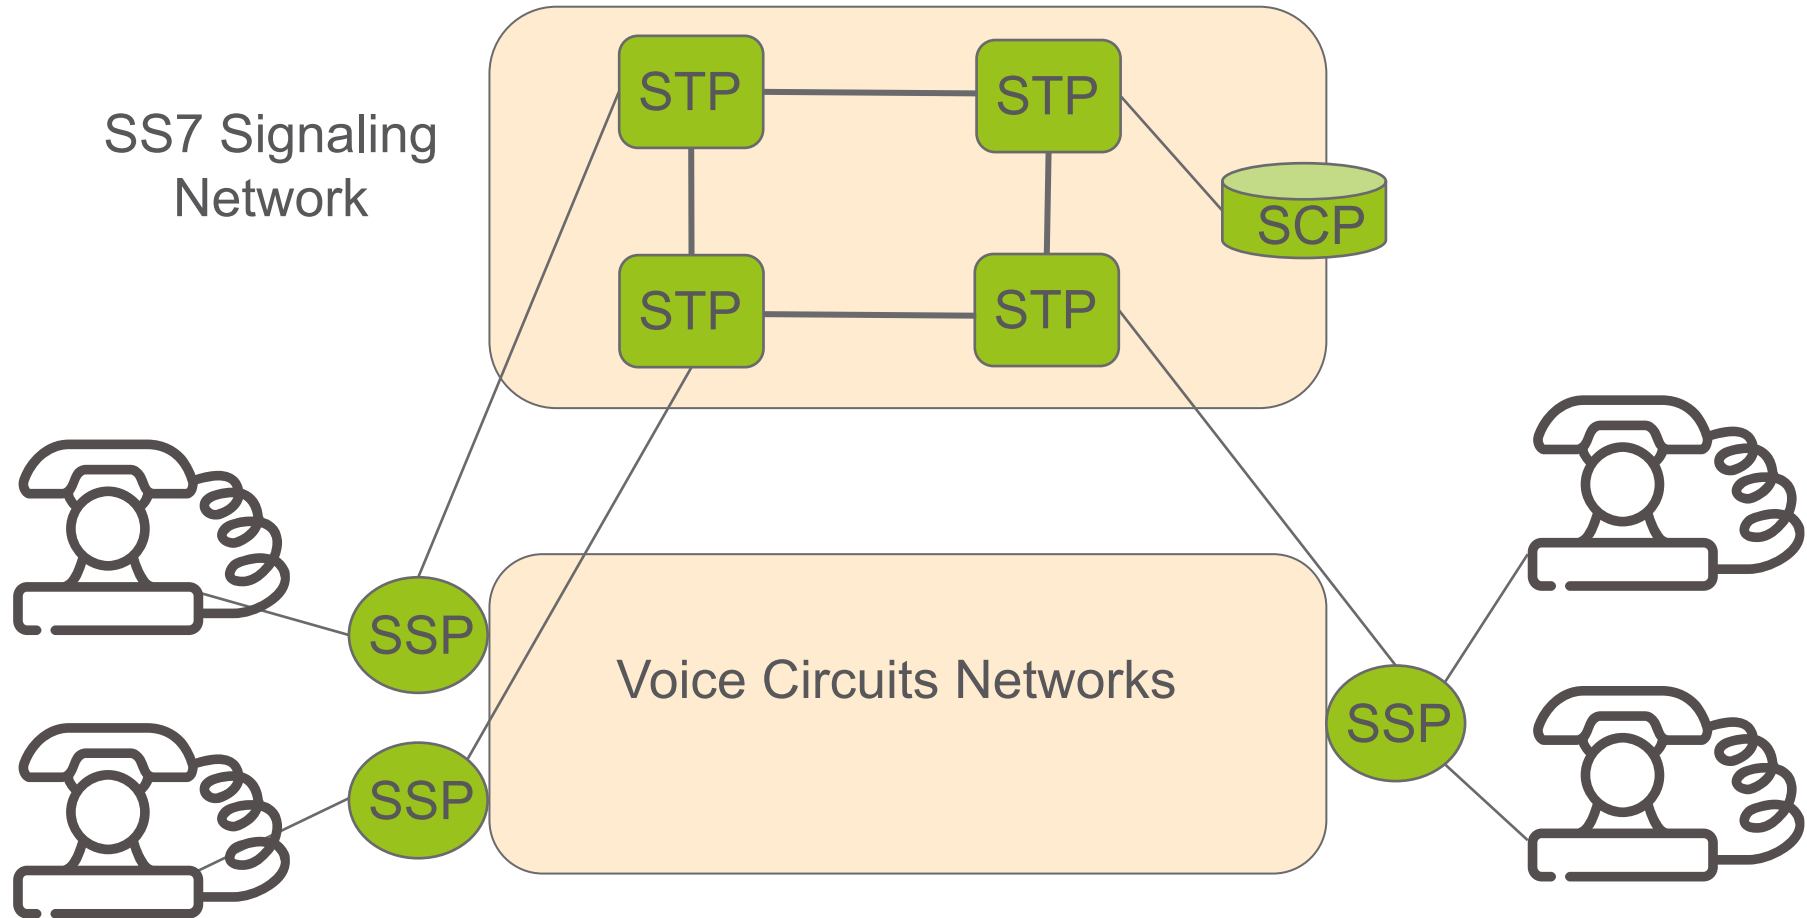 STP
STP
SS7 Signaling
Network
SCP
STP
STP
SSP
Voice Circuits Networks
SSP
SSP